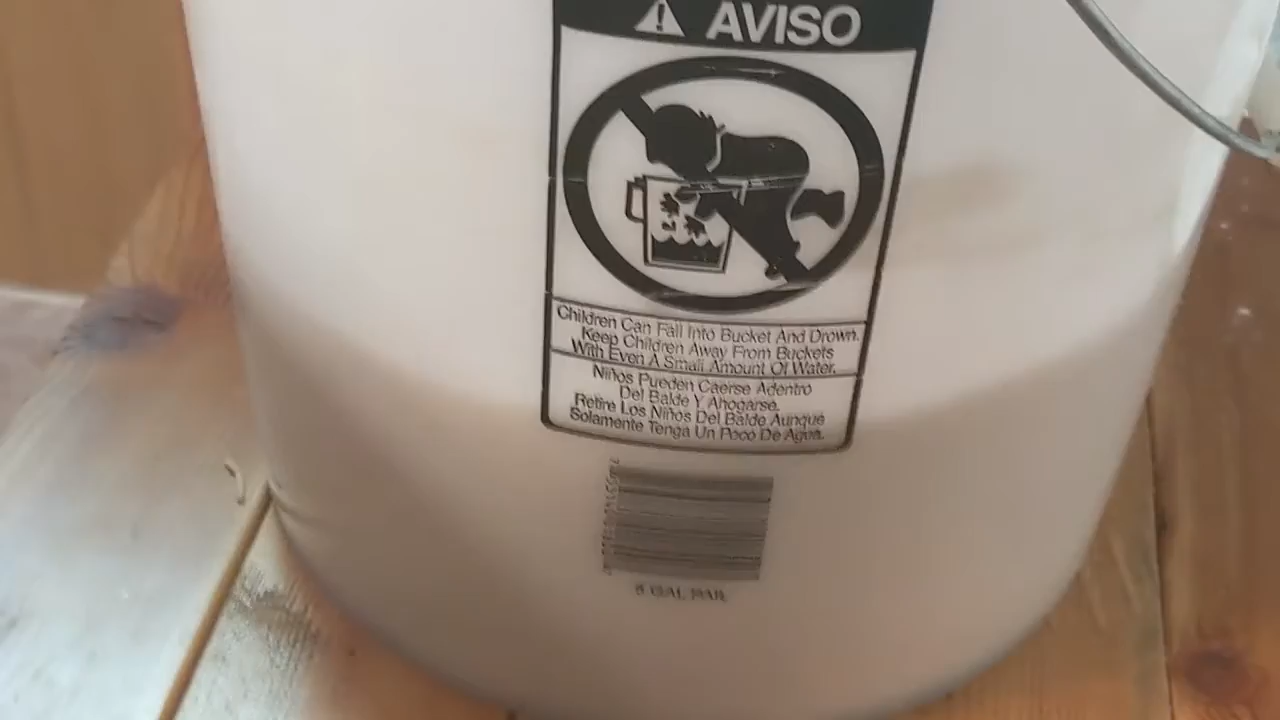 AVISO
Children Can Fall Into Bucket And Drown.
Keep Children Away From Buckets
With Even A Small Amount Of Water.
Niños Pueden Caerse Adentro
Del Balde Y Ahogarse.
Retire Los Niños Del Balde Aunque
Solamente Tenga Un Poco De Agua.
5 GAL PAIL